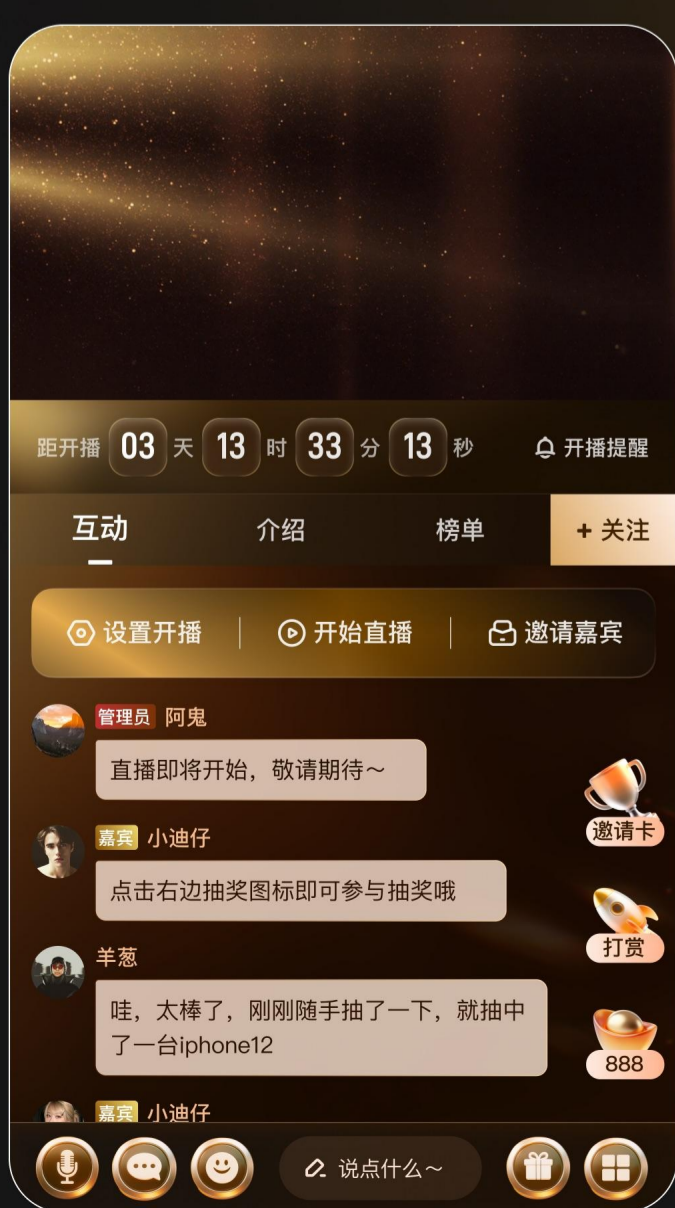 距开播 03 天 13 时 33 分 13 秒 开播提醒
互动 介绍 榜单 + 关注
设置开播 开始直播 邀请嘉宾
管理员 阿鬼
直播即将开始，敬请期待～
邀请卡
嘉宾 小迪仔
点击右边抽奖图标即可参与抽奖哦
打赏
羊葱
哇，太棒了，刚刚随手抽了一下，就抽中
了一台iphone12
888
嘉宾 小迪仔
说点什么～